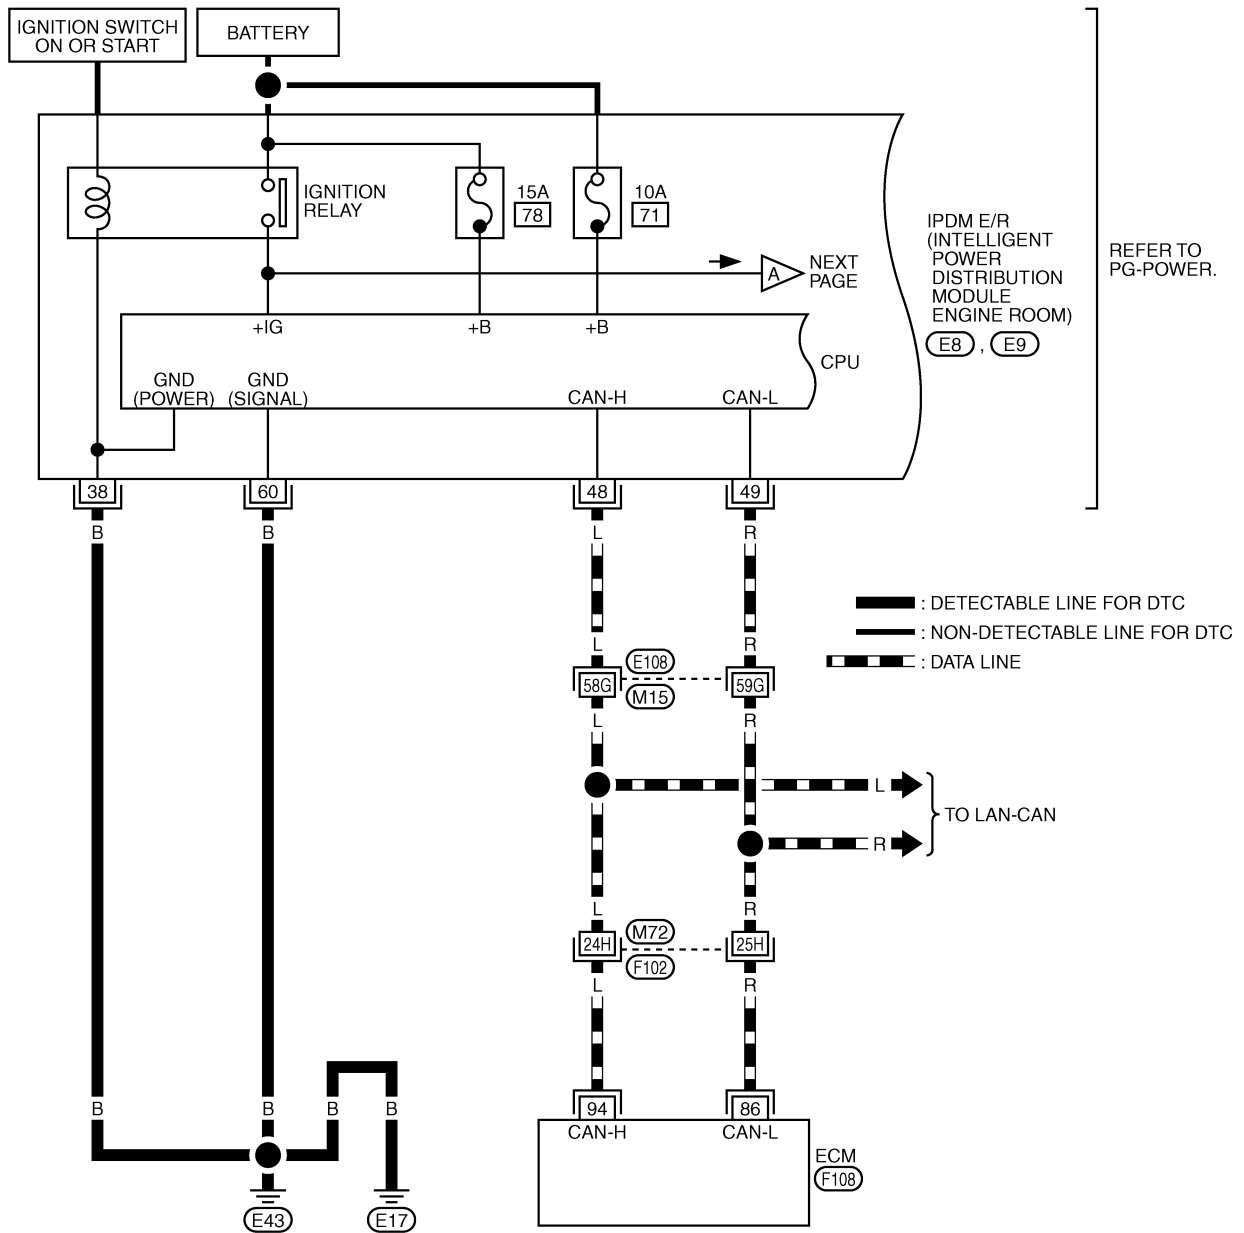 IGNITION SWITCH
ON OR START
BATTERY
IGNITION
RELAY
15A
78
10A
71
A
NEXT
PAGE
IPDM E/R
(INTELLIGENT
POWER
DISTRIBUTION
MODULE
ENGINE ROOM)
E8 , E9
REFER TO
PG-POWER.
+IG
+B
+B
CPU
GND
(POWER)
GND
(SIGNAL)
CAN-H
CAN-L
38
60
48
49
B
B
L
R
: DETECTABLE LINE FOR DTC
: NON-DETECTABLE LINE FOR DTC
: DATA LINE
L
R
58G
E108
M15
59G
L
R
L
R
TO LAN-CAN
L
R
24H
M72
F102
25H
L
R
B
B
B
B
94
86
CAN-H
CAN-L
ECM
F108
E43
E17